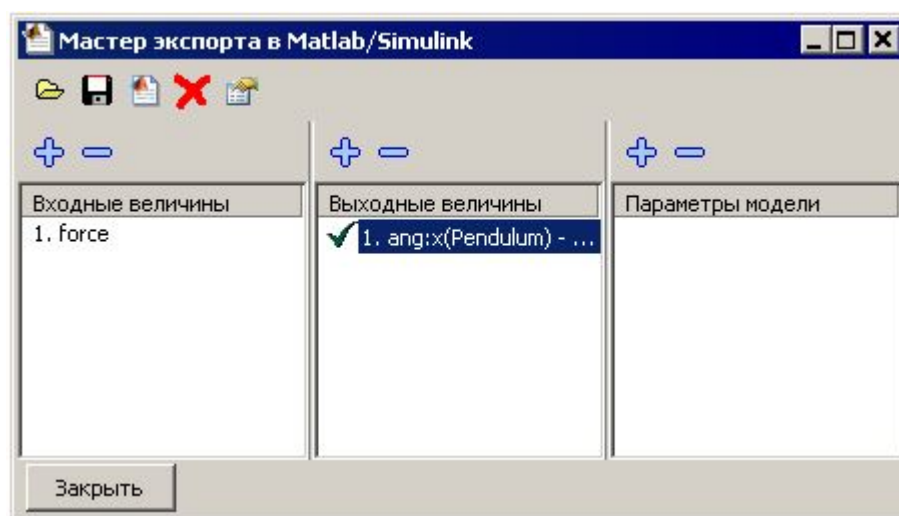 Мастер экспорта в Matlab/Simulink
Входные величины
1. force
Выходные величины
1. ang:x(Pendulum) - ...
Параметры модели
Закрыть